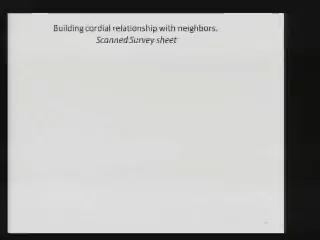 Building cordial relationship with neighbors.
Scanned Survey sheet